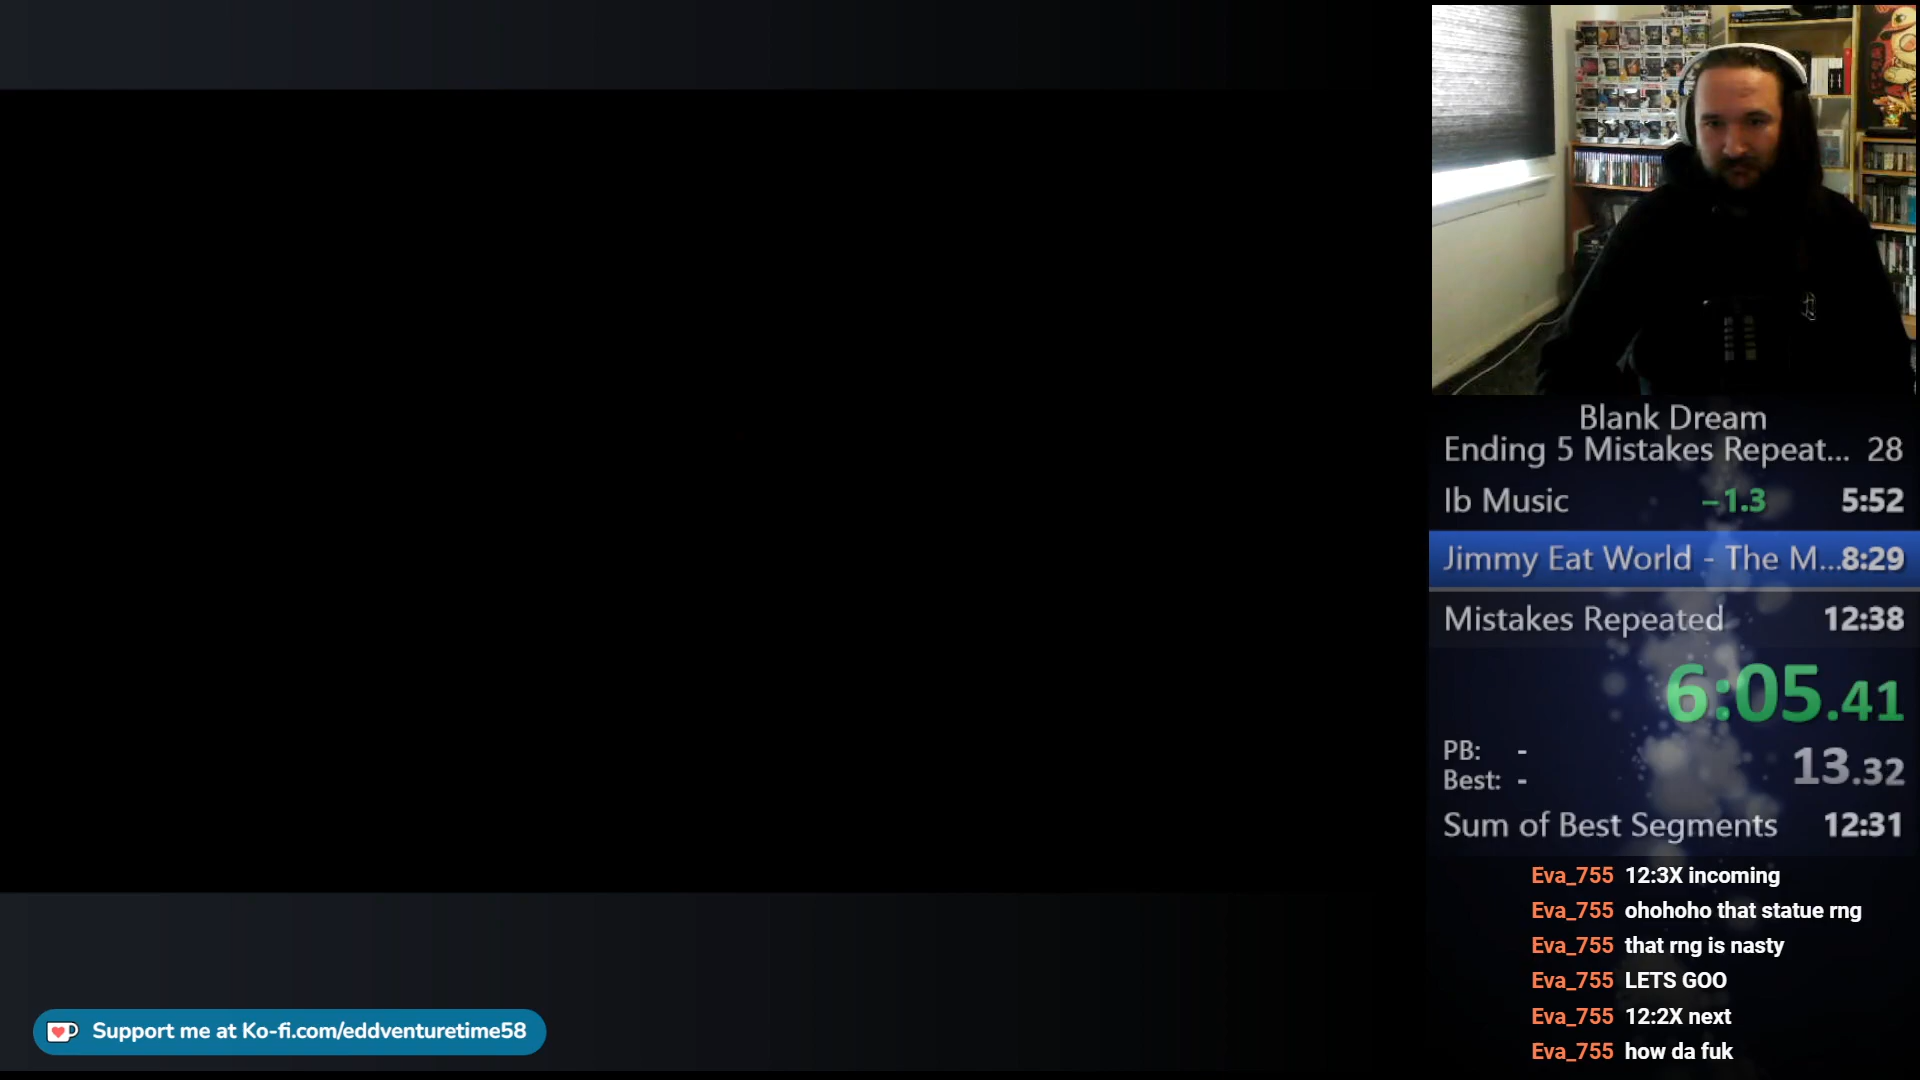 Blank Dream
Ending 5 Mistakes Repeat... 28
Ib Music -1.3 5:52
Jimmy Eat World - The M...8:29
Mistakes Repeated 12:38
6:05.41
PB: -
13.32
Best: -
Sum of Best Segments 12:31
Eva_755 12:3X incoming
Eva_755 ohohoho that statue rng
Eva_755 that rng is nasty
Eva_755 LETS GOO
Eva_755 12:2X next
Eva_755 how da fuk
Support me at Ko-fi.com/eddventuretime58